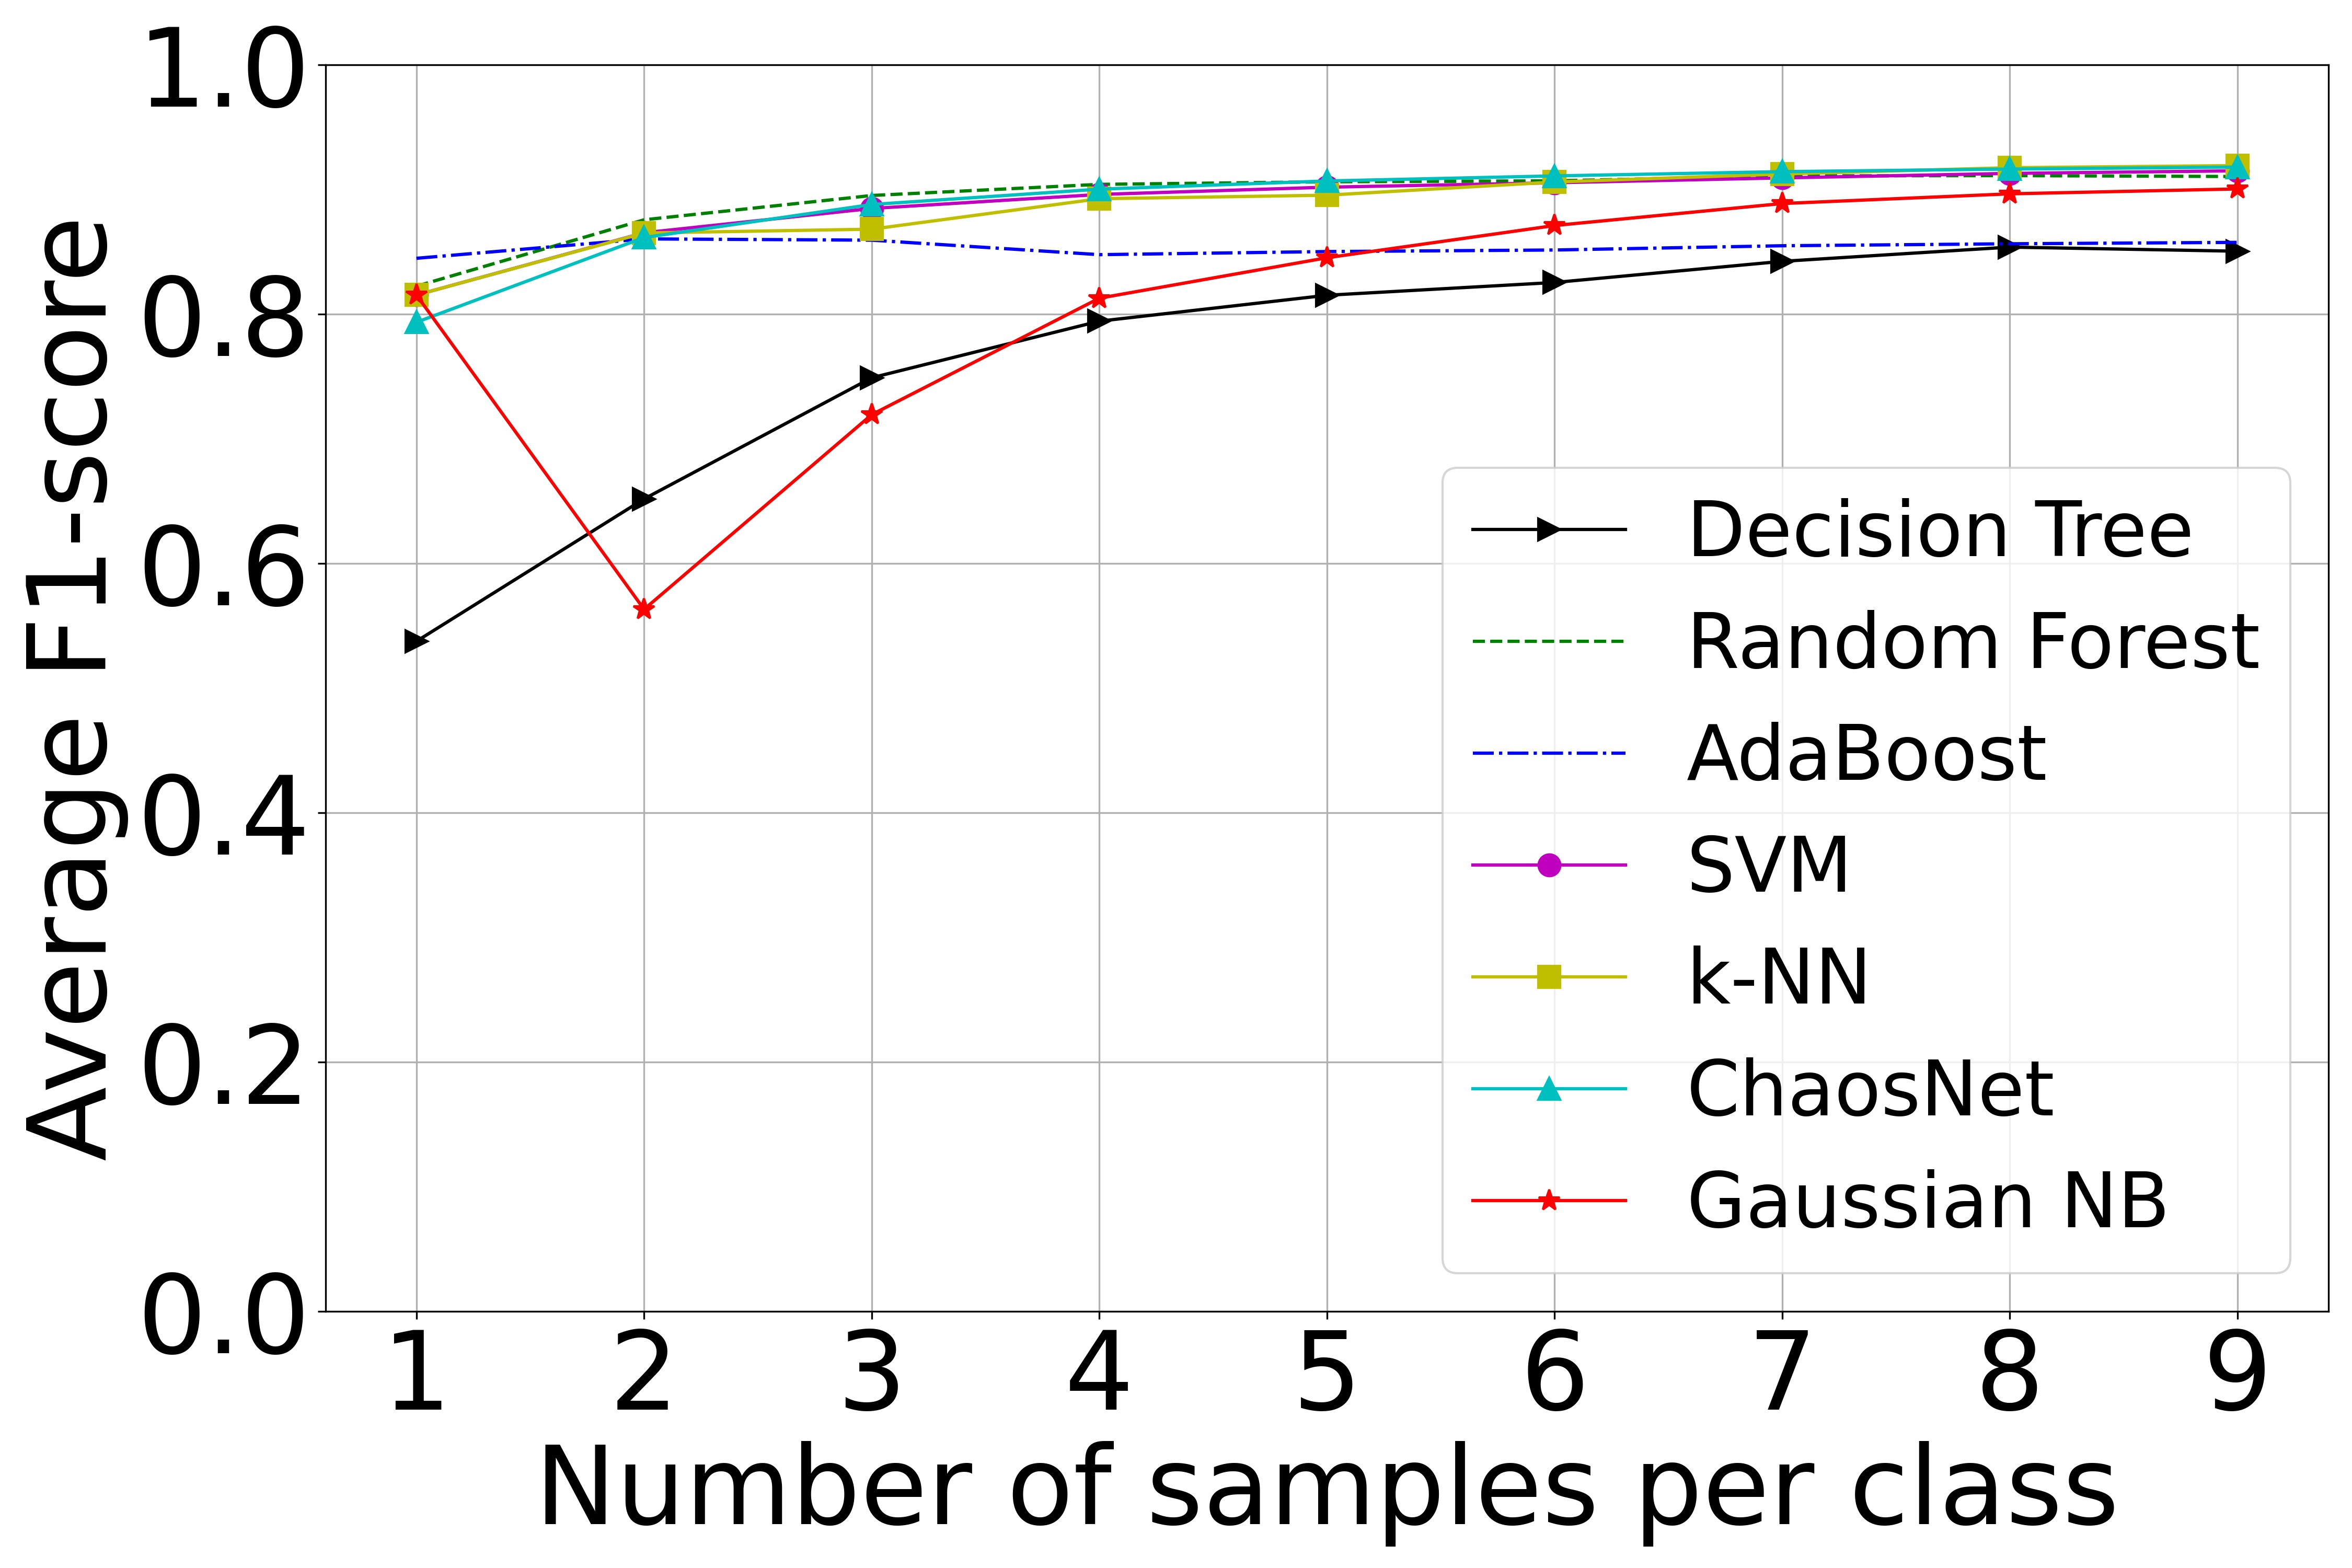 Average F1-score
1.0
0.8
0.6
0.4
0.2
0.0
Decision Tree
Random Forest
AdaBoost
SVM
k-NN
ChaosNet
Gaussian NB
1 2 3 4 5 6 7 8 9
Number of samples per class